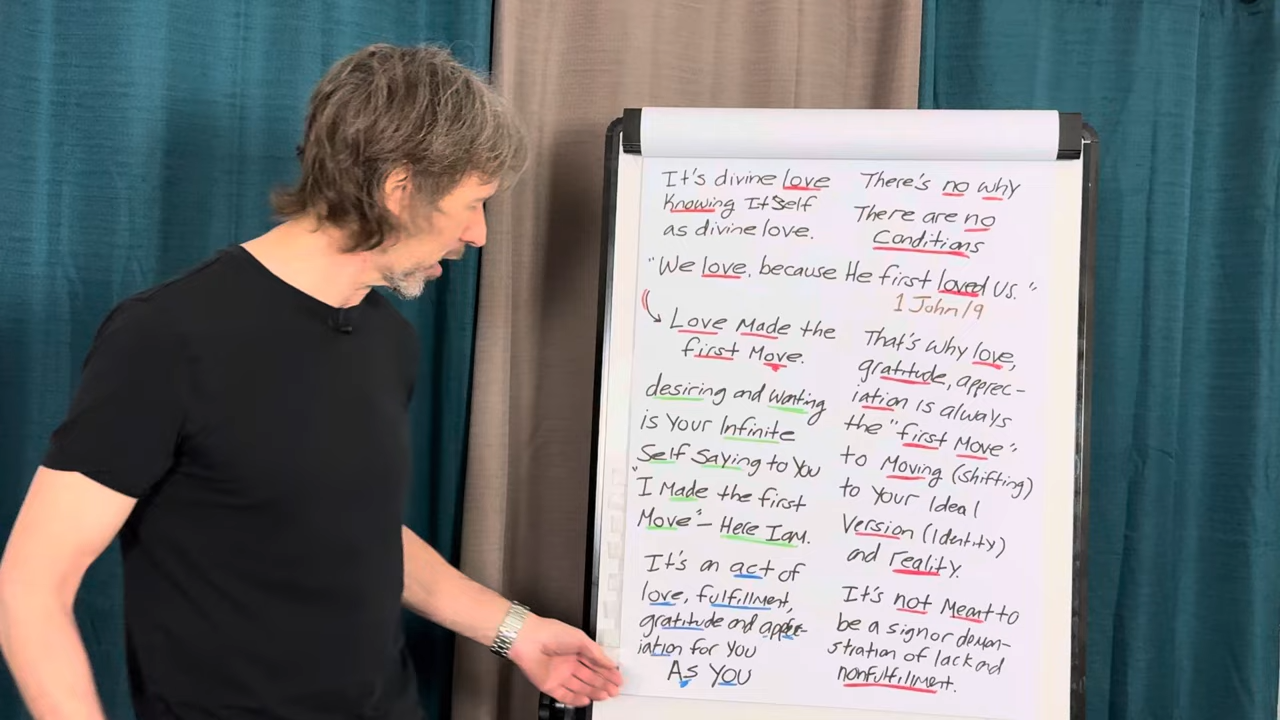 It's divine love
Knowing ItSelf
as divine love.
There's no why
There are no
Conditions
"We love, because He first loved us."
1 John 19
Love Made the
first Move.
desiring and wanting
is Your Infinite
Self Saying to You
"I Made the first
Move" – Here I am.
It's an act of
love, fulfillment,
gratitude and apprec-
iation for YOU
As YOU
That's why love,
gratitude, apprec-
iation is always
the "first Move"
to Moving (shifting)
to Your Ideal
Version (Identity)
and reality.
It's not Meant to
be a sign or demon-
stration of lack and
nonfulfillment.